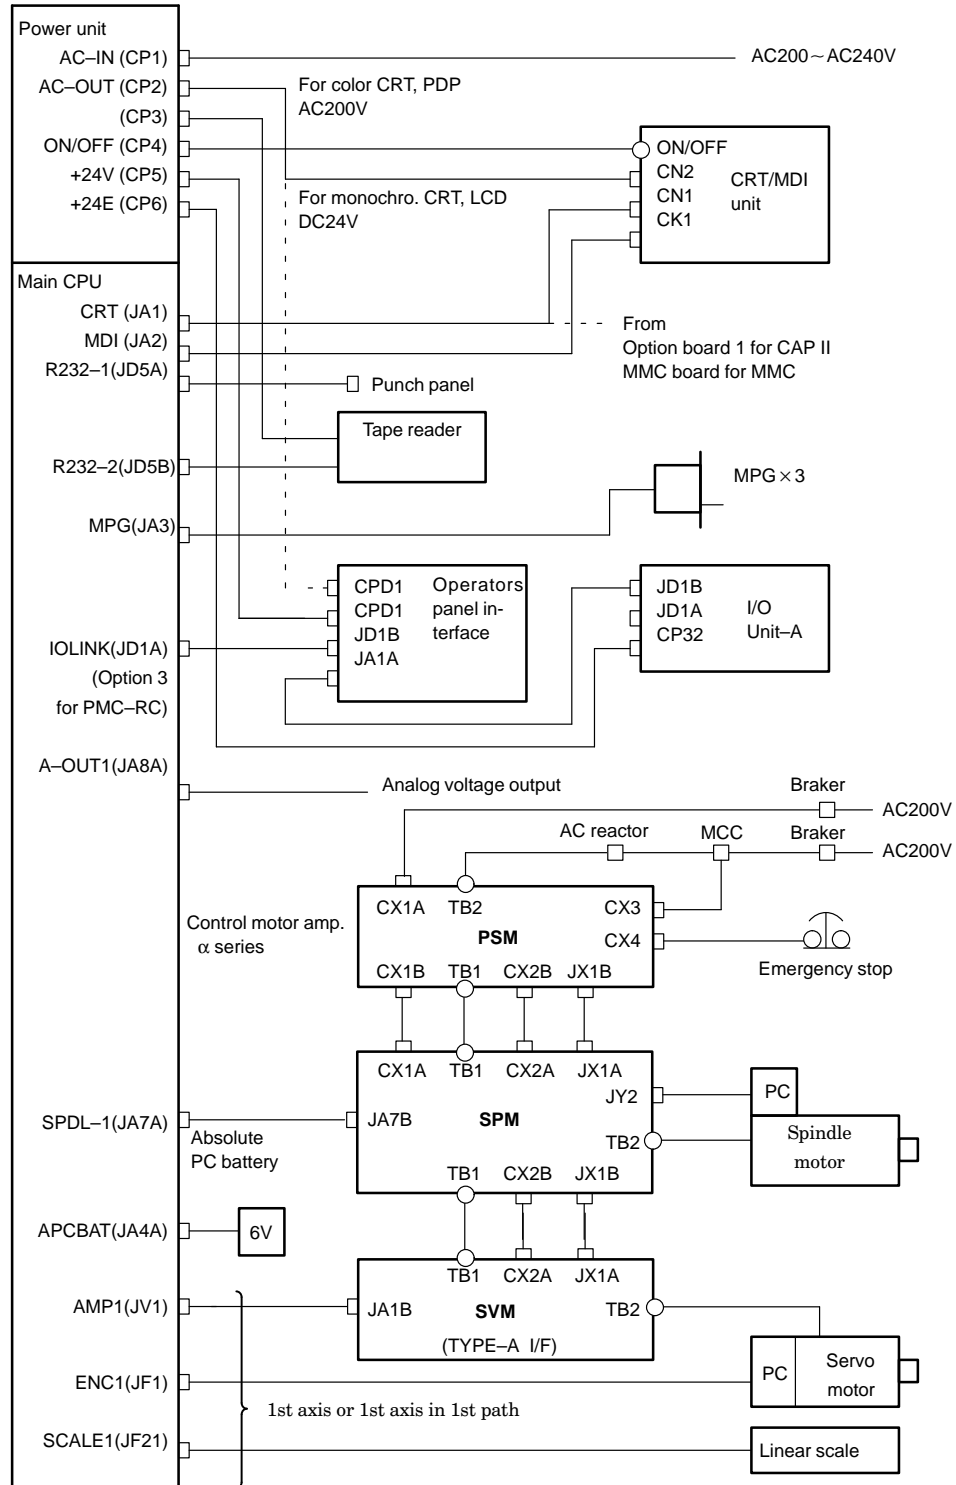 Power unit
AC–IN (CP1)
AC200～AC240V
AC–OUT (CP2)
For color CRT, PDP
AC200V
(CP3)
ON/OFF (CP4)
+24V (CP5)
+24E (CP6)
For monochro. CRT, LCD
DC24V
ON/OFF
CN2
CN1
CK1
CRT/MDI
unit
Main CPU
CRT (JA1)
MDI (JA2)
R232–1(JD5A)
From
Option board 1 for CAP II
MMC board for MMC
Punch panel
Tape reader
R232–2(JD5B)
MPG×3
MPG(JA3)
CPD1
CPD1
JD1B
JA1A
Operators
panel in-
terface
JD1B
JD1A
CP32
I/O
Unit–A
IOLINK(JD1A)
(Option 3
for PMC–RC)
A–OUT1(JA8A)
Analog voltage output
Braker
AC200V
AC reactor
MCC
Braker
AC200V
Control motor amp.
α series
CX1A TB2 CX3
PSM
CX4
CX1B TB1 CX2B JX1B
Emergency stop
CX1A TB1 CX2A JX1A
JY2
PC
SPDL–1(JA7A)
JA7B
SPM
TB2
Spindle
motor
Absolute
PC battery
TB1 CX2B JX1B
APCBAT(JA4A)
6V
TB1 CX2A JX1A
AMP1(JV1)
JA1B
SVM
TB2
(TYPE–A I/F)
PC
Servo
motor
ENC1(JF1)
1st axis or 1st axis in 1st path
SCALE1(JF21)
Linear scale